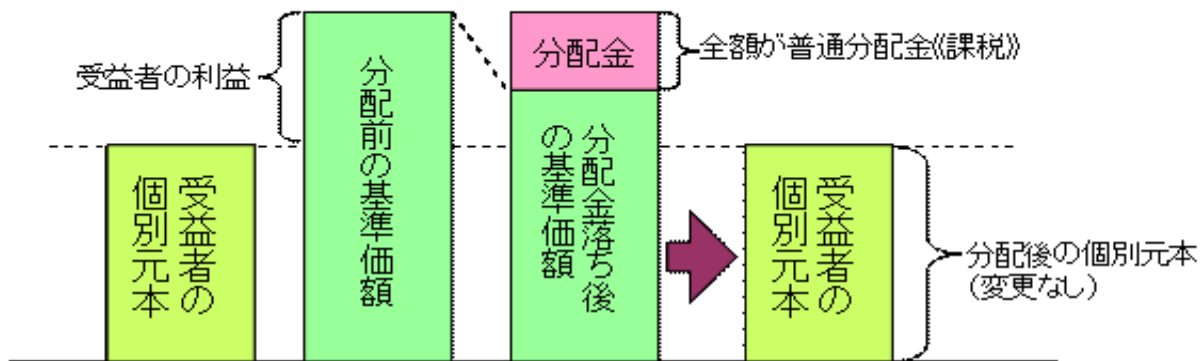 受益者の利益
受益者の
個別元本
分配前の基準価額
分配金
全額が普通分配金《課税》
分配金落ち後
の基準価額
受益者の
個別元本
分配後の個別元本
(変更なし)